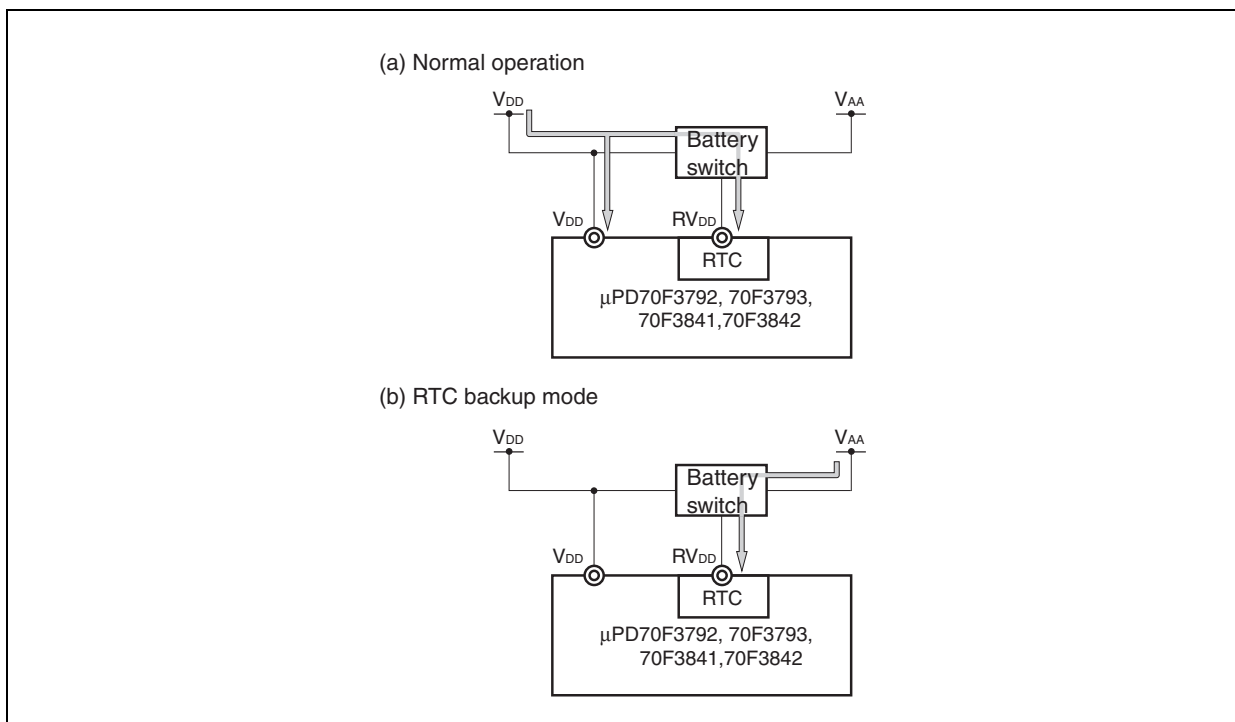 (a) Normal operation
VDD
VAA
Battery
switch
VDD
RVDD
RTC
μPD70F3792, 70F3793,
70F3841,70F3842
(b) RTC backup mode
VDD
VAA
Battery
switch
VDD
RVDD
RTC
μPD70F3792, 70F3793,
70F3841,70F3842